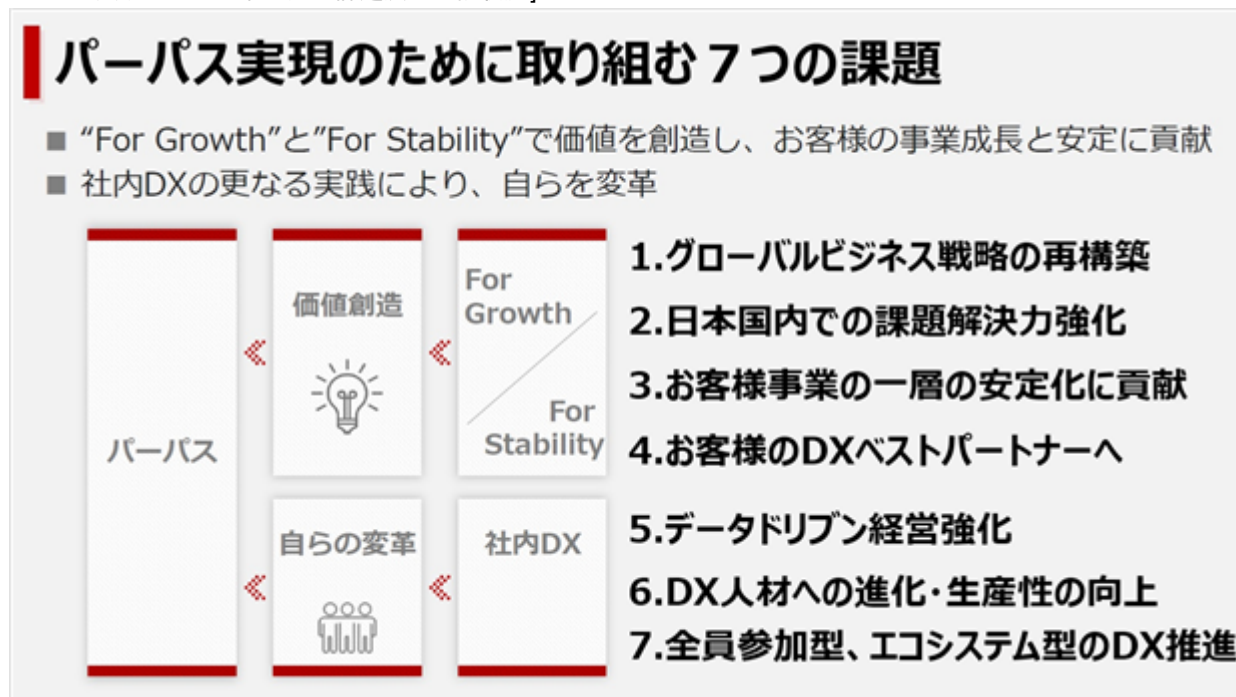 パーパス実現のために取り組む７つの課題
■ “For Growth”と”For Stability”で価値を創造し、お客様の事業成長と安定に貢献
■ 社内DXの更なる実践により、自らを変革
パーパス
価値創造
For
Growth
For
Stability
自らの変革
社内DX
1.グローバルビジネス戦略の再構築
2.日本国内での課題解決力強化
3.お客様事業の一層の安定化に貢献
4.お客様のDXベストパートナーへ
5.データドリブン経営強化
6.DX人材への進化・生産性の向上
7.全員参加型、エコシステム型のDX推進